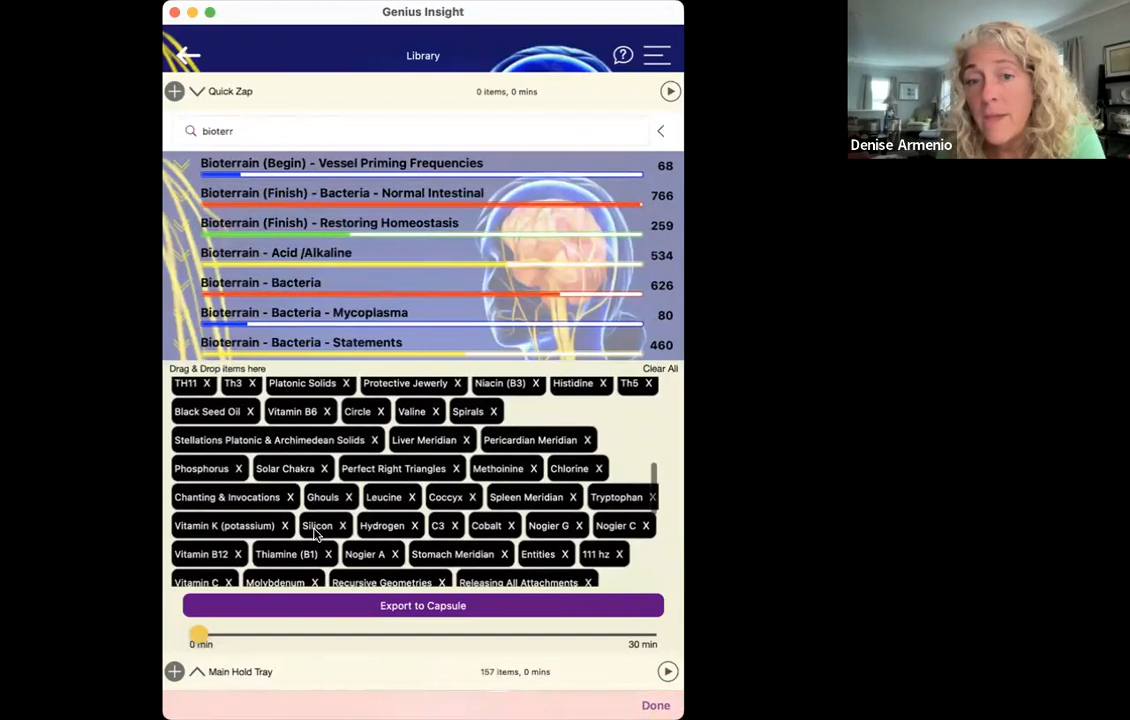 Genius Insight
Library
Quick Zap 0 items, 0 mins
bioterr
Bioterrain (Begin) - Vessel Priming Frequencies 68
Bioterrain (Finish) - Bacteria - Normal Intestinal 766
Bioterrain (Finish) - Restoring Homeostasis 259
Bioterrain - Acid /Alkaline 534
Bioterrain - Bacteria 626
Bioterrain - Bacteria - Mycoplasma 80
Bioterrain - Bacteria - Statements 460
Drag & Drop items here Clear All
TH11 X Th3 X Platonic Solids X Protective Jewerly X Niacin (B3) X Histidine X Th5 X
Black Seed Oil X Vitamin B6 X Circle X Valine X Spirals X
Stellations Platonic & Archimedean Solids X Liver Meridian X Pericardian Meridian X
Phosphorus X Solar Chakra X Perfect Right Triangles X Methoinine X Chlorine X
Chanting & Invocations X Ghouls X Leucine X Coccyx X Spleen Meridian X Tryptophan X
Vitamin K (potassium) X Silicon X Hydrogen X C3 X Cobalt X Nogier G X Nogier C X
Vitamin B12 X Thiamine (B1) X Nogier A X Stomach Meridian X Entities X 111 hz X
Vitamin C X Molybdenum X Recursive Geometries X Releasing All Attachments X
Export to Capsule
0 min 30 min
Main Hold Tray 157 items, 0 mins
Done
Denise Armenio